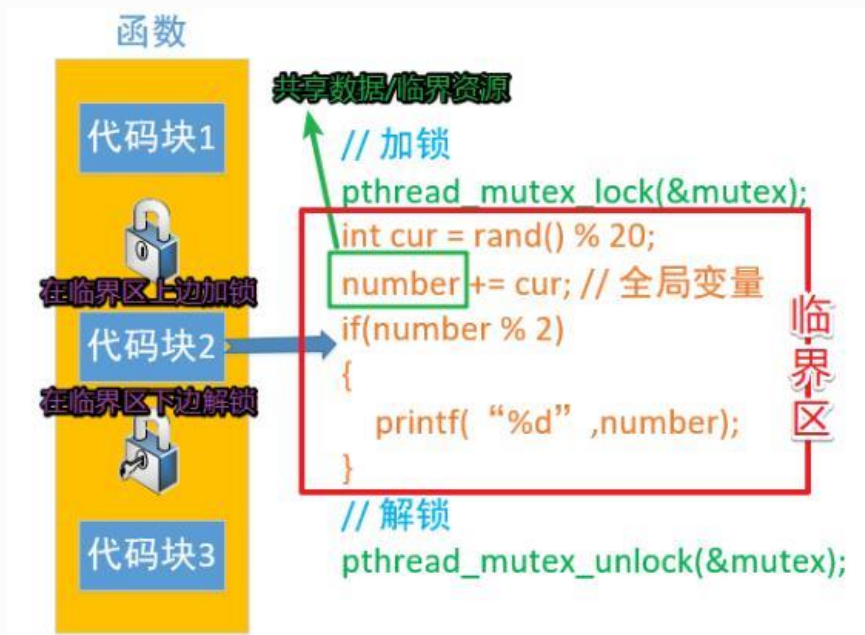 函数
共享数据/临界资源
代码块1
// 加锁
pthread_mutex_lock(&mutex);
int cur = rand() % 20;
在临界区上边加锁
number += cur; // 全局变量
代码块2
if(number % 2)
{
在临界区下边解锁
printf( “%d” ,number);
}
临界区
// 解锁
代码块3
pthread_mutex_unlock(&mutex);